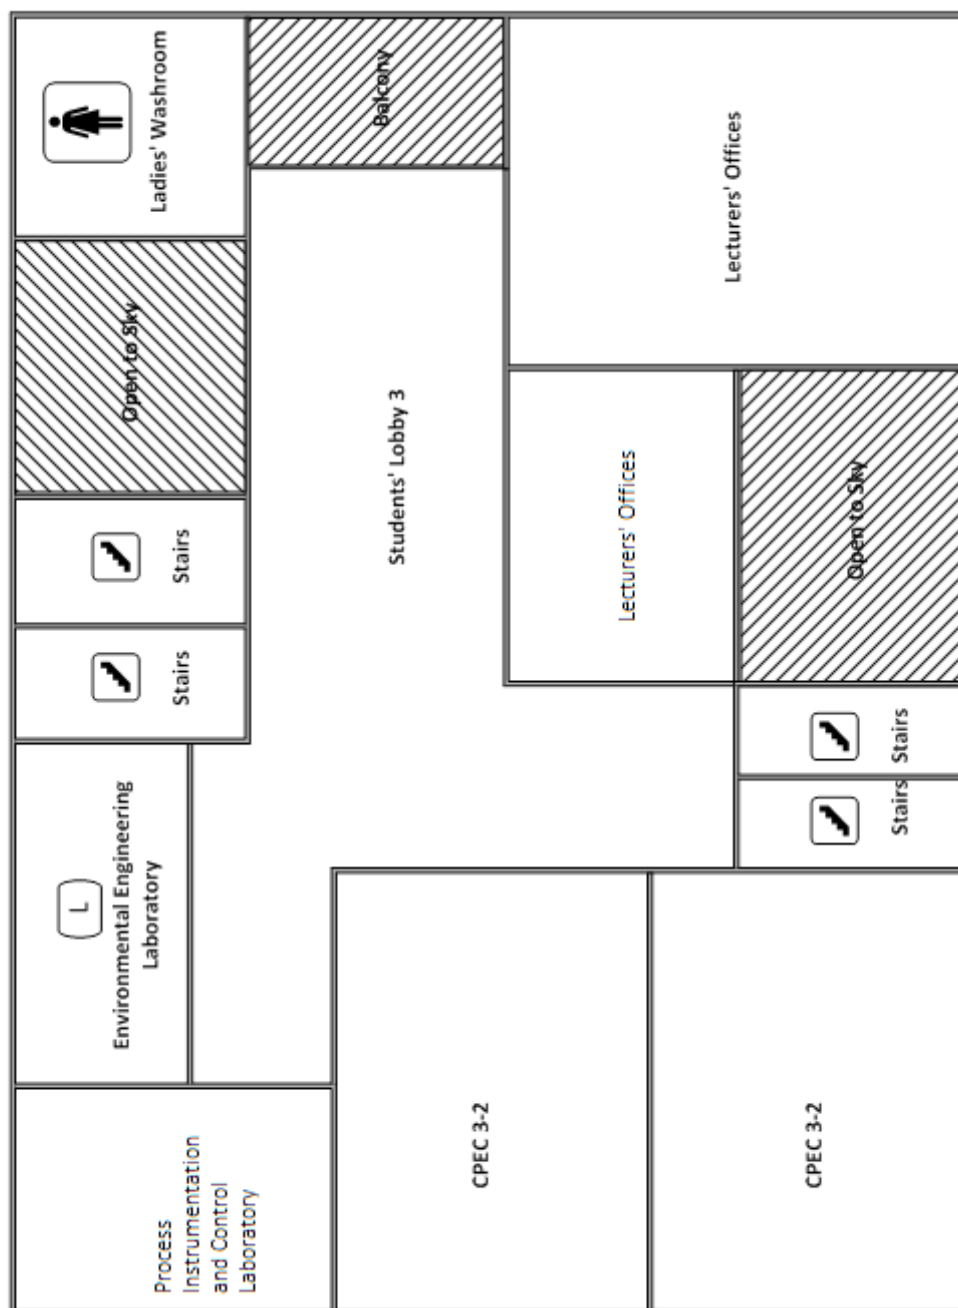 Ladies' Washroom
Balcony
Lecturers' Offices
Open to Sky
Students' Lobby 3
Stairs
Lecturers' Offices
Open to Sky
Stairs
Stairs
Stairs
L
Environmental Engineering
Laboratory
Process
Instrumentation
and Control
Laboratory
CPEC 3-2
CPEC 3-2